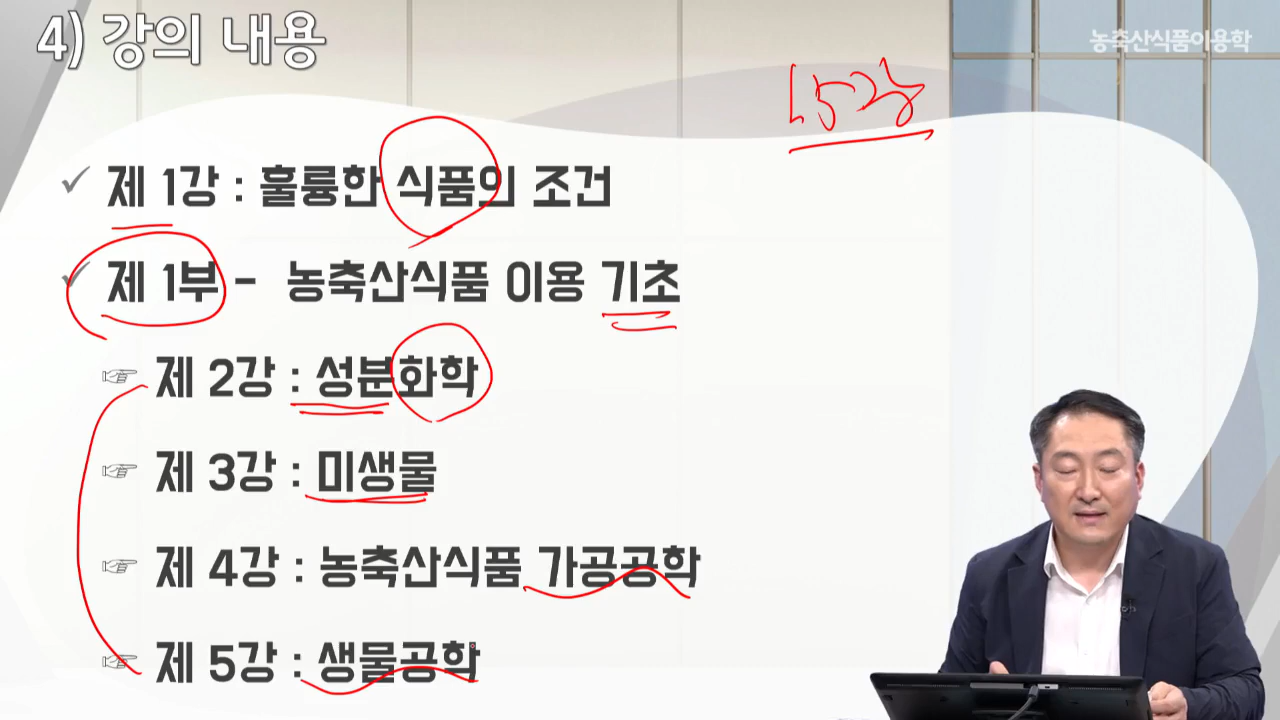 4) 강의 내용
농축산식품이용학
15강
제 1강 : 훌륭한 식품의 조건
제 1부 - 농축산식품 이용 기초
제 2강 : 성분화학
제 3강 : 미생물
제 4강 : 농축산식품 가공공학
제 5강 : 생물공학